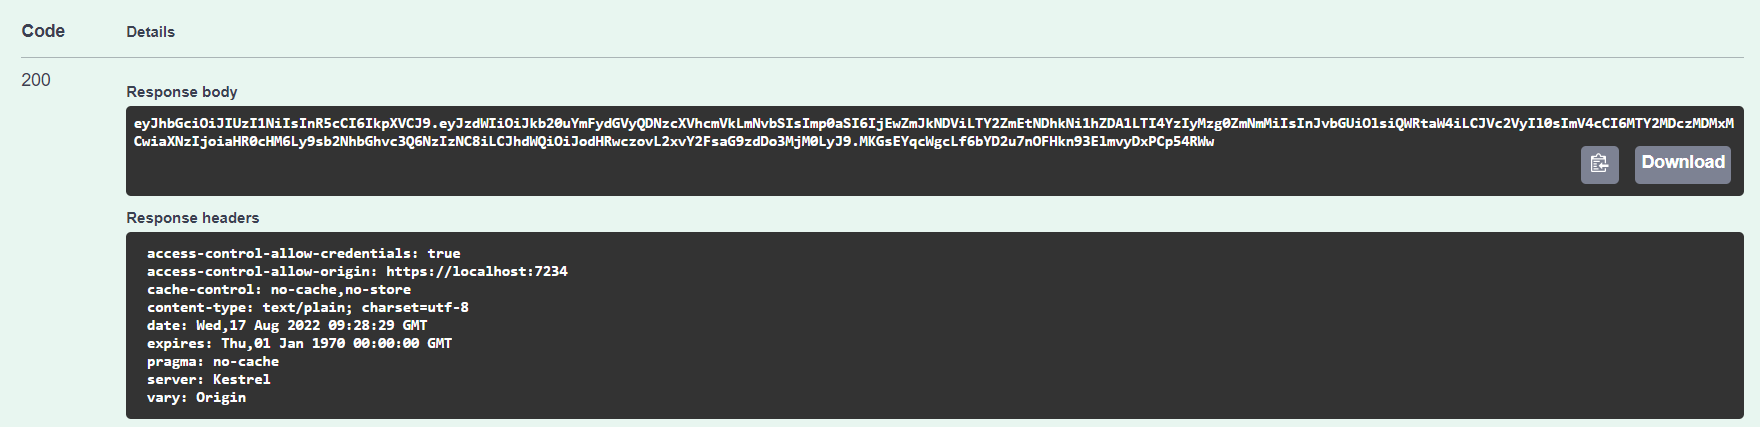 Code Details
200
Response body
eyJhbGciOiJIUzI1NiIsInR5cCI6IkpXVCJ9.eyJzdWIiOiJkb20uYmFydGVyQDNzcXVhcmVkLmNvbSIsImp0aSI6IjEwZmJkNDViLTY2ZmEtNDhkNi1hZDA1LTI4YzIyMzg0ZmNmMiIsInJvbGUiOlsiQWRtaW4iLCJVc2VyIl0sImV4cCI6MTY2MDczMDMxM
CwiaXNzIjoiaHR0cHM6Ly9sb2NhbGhvc3Q6NzIzNC8iLCJhdWQiOiJodHRwczovL2xvY2FsaG9zdDo3MjM0LyJ9.MKGsEYqcWgcLf6bYD2u7nOFHkn93ElmvyDxPCp54RWw
Download
Response headers
access-control-allow-credentials: true
access-control-allow-origin: https://localhost:7234
cache-control: no-cache,no-store
content-type: text/plain; charset=utf-8
date: Wed,17 Aug 2022 09:28:29 GMT
expires: Thu,01 Jan 1970 00:00:00 GMT
pragma: no-cache
server: Kestrel
vary: Origin